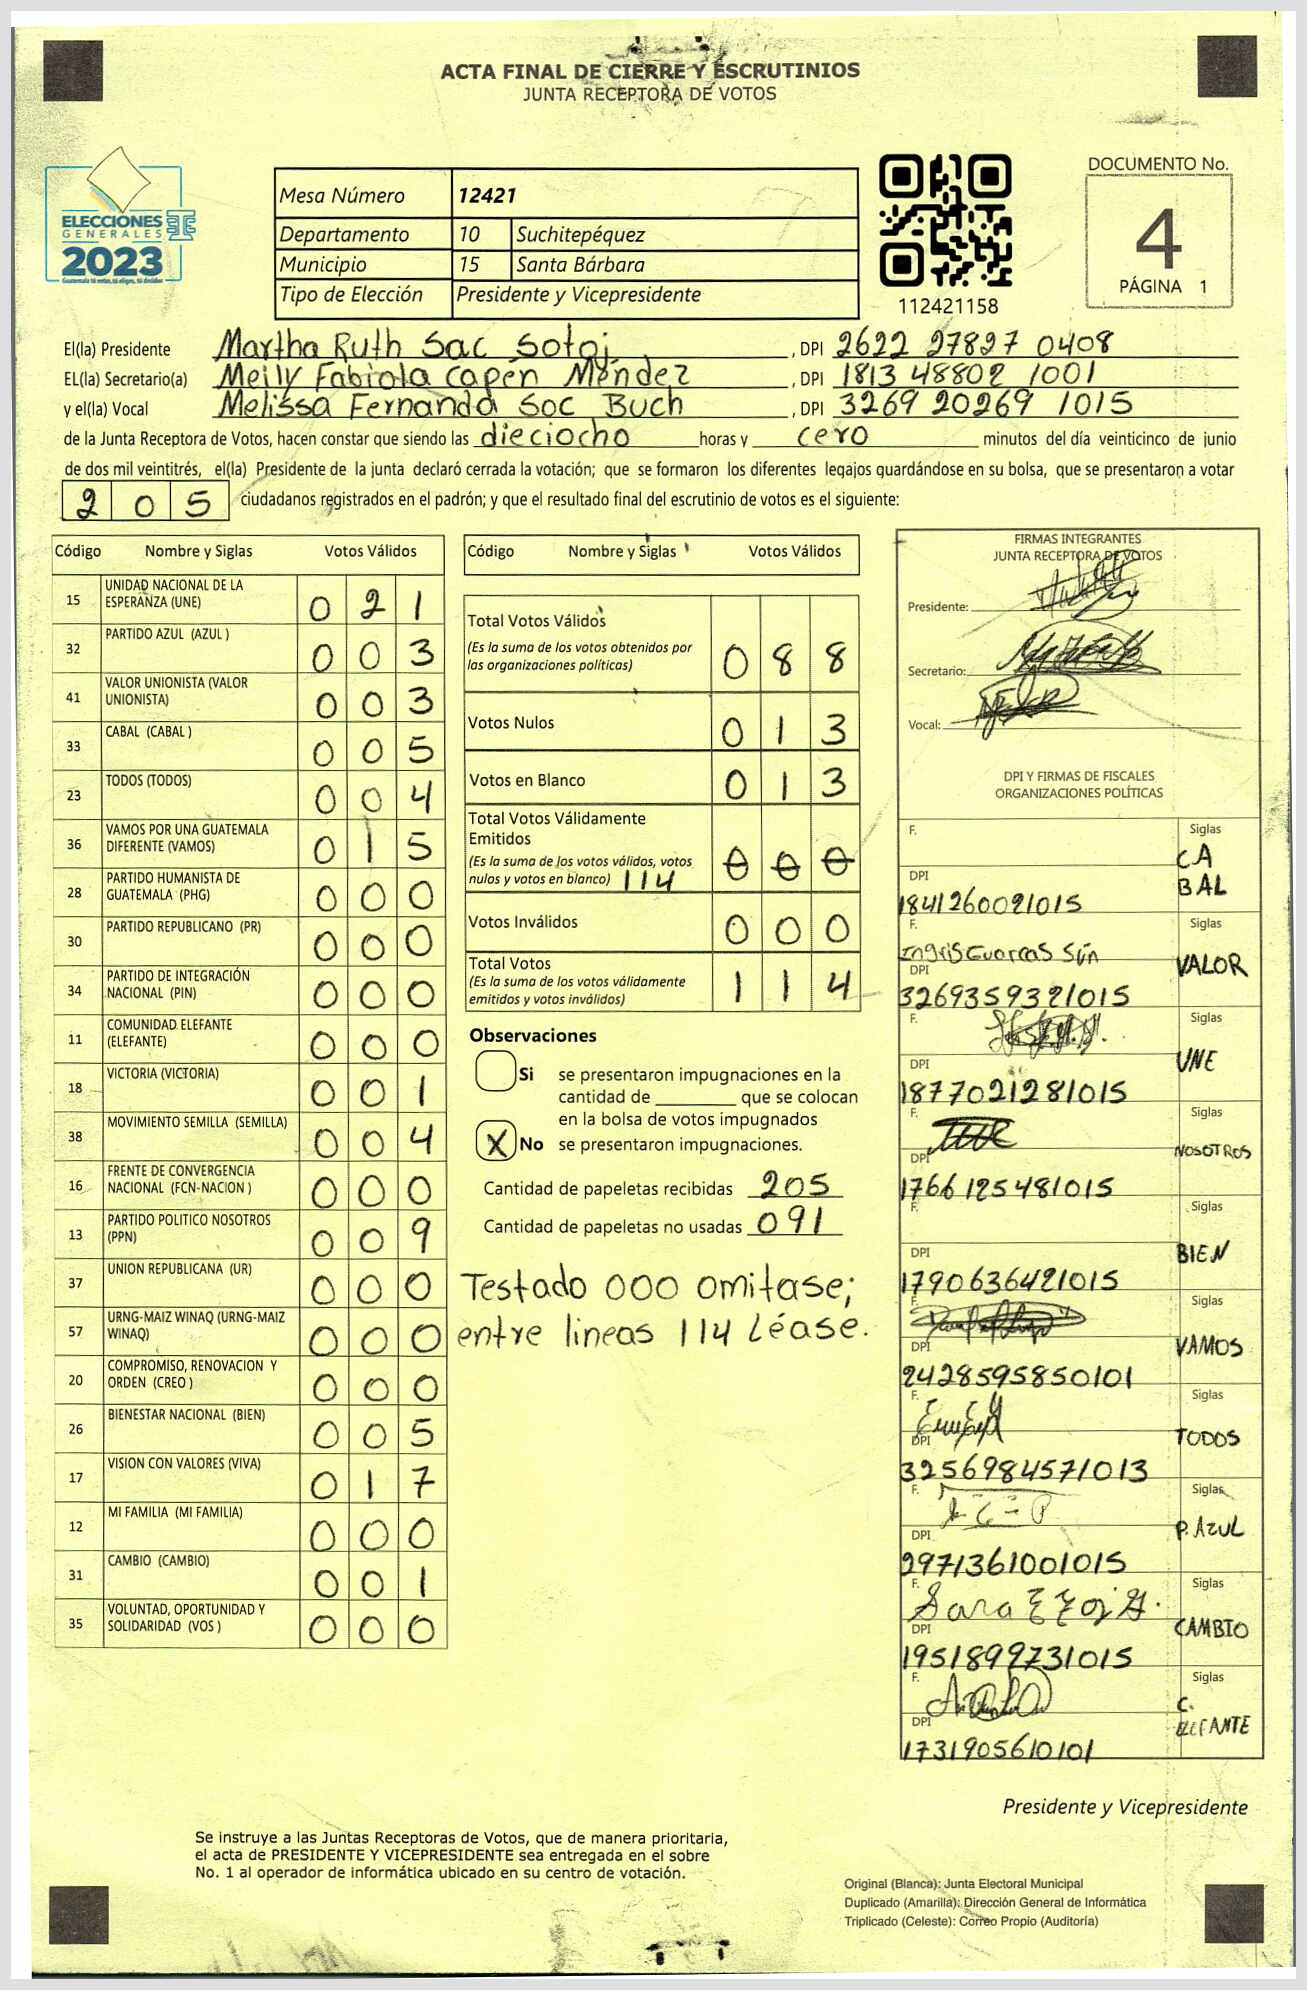 ACTA FINAL DE CIERRE Y ESCRUTINIOS
JUNTA RECEPTORA DE VOTOS
ELECCIONES
GENERALES
2023
Mesa Número 12421
Departamento 10 Suchitepéquez
Municipio 15 Santa Bárbara
Tipo de Elección Presidente y Vicepresidente
112421158
DOCUMENTO No.
4
PÁGINA 1
El(la) Presidente Martha Ruth Sac Sotoj, DPI 2622 27827 0408
EL(la) Secretario(a) Meily Fabiola Capén Méndez, DPI 1813 48802 1001
y el(la) Vocal Melissa Fernanda Soc Buch, DPI 3269 20269 1015
de la Junta Receptora de Votos, hacen constar que siendo las dieciocho horas y cero minutos del día veinticinco de junio
de dos mil veintitrés, el(la) Presidente de la junta declaró cerrada la votación; que se formaron los diferentes legajos guardándose en su bolsa, que se presentaron a votar
205 ciudadanos registrados en el padrón; y que el resultado final del escrutinio de votos es el siguiente:
Código Nombre y Siglas Votos Válidos
15 UNIDAD NACIONAL DE LA
ESPERANZA (UNE) 0 2 1
32 PARTIDO AZUL (AZUL ) 0 0 3
41 VALOR UNIONISTA (VALOR
UNIONISTA) 0 0 3
33 CABAL (CABAL ) 0 0 5
23 TODOS (TODOS) 0 0 4
36 VAMOS POR UNA GUATEMALA
DIFERENTE (VAMOS) 0 1 5
28 PARTIDO HUMANISTA DE
GUATEMALA (PHG) 0 0 0
30 PARTIDO REPUBLICANO (PR) 0 0 0
34 PARTIDO DE INTEGRACIÓN
NACIONAL (PIN) 0 0 0
11 COMUNIDAD ELEFANTE
(ELEFANTE) 0 0 0
18 VICTORIA (VICTORIA) 0 0 1
38 MOVIMIENTO SEMILLA (SEMILLA) 0 0 4
16 FRENTE DE CONVERGENCIA
NACIONAL (FCN-NACION ) 0 0 0
13 PARTIDO POLITICO NOSOTROS
(PPN) 0 0 9
37 UNION REPUBLICANA (UR) 0 0 0
57 URNG-MAIZ WINAQ (URNG-MAIZ
WINAQ) 0 0 0
20 COMPROMISO, RENOVACION Y
ORDEN (CREO ) 0 0 0
26 BIENESTAR NACIONAL (BIEN) 0 0 5
17 VISION CON VALORES (VIVA) 0 1 7
12 MI FAMILIA (MI FAMILIA) 0 0 0
31 CAMBIO (CAMBIO) 0 0 1
35 VOLUNTAD, OPORTUNIDAD Y
SOLIDARIDAD (VOS ) 0 0 0
Código Nombre y Siglas Votos Válidos
Total Votos Válidos
(Es la suma de los votos obtenidos por
las organizaciones políticas) 0 8 8
Votos Nulos 0 1 3
Votos en Blanco 0 1 3
Total Votos Válidamente
Emitidos
(Es la suma de los votos válidos, votos
nulos y votos en blanco) 114 0 0 0
Votos Inválidos 0 0 0
Total Votos
(Es la suma de los votos válidamente
emitidos y votos inválidos) 1 1 4
Observaciones
Si se presentaron impugnaciones en la
cantidad de ________ que se colocan
en la bolsa de votos impugnados
X No se presentaron impugnaciones.
Cantidad de papeletas recibidas 205
Cantidad de papeletas no usadas 091
Testado 000 omitase;
entre lineas 114 Léase.
FIRMAS INTEGRANTES
JUNTA RECEPTORA DE VOTOS
Presidente:
Secretario:
Vocal:
DPI Y FIRMAS DE FISCALES
ORGANIZACIONES POLÍTICAS
F. Siglas
CA
BAL
DPI
1841260021015
F. Siglas
VALOR
DPI
3269359321015
F. Siglas
UNE
DPI
1877021281015
F. Siglas
NOSOTROS
DPI
1766125481015
F. Siglas
BIEN
DPI
1790636421015
F. Siglas
VAMOS
DPI
2428595850101
F. Siglas
TODOS
DPI
3256984571013
F. Siglas
P. AZUL
DPI
2971361001015
F. Siglas
Sara
CAMBIO
DPI
1951899731015
F. Siglas
C.
ELEFANTE
DPI
1731905610101
Presidente y Vicepresidente
Se instruye a las Juntas Receptoras de Votos, que de manera prioritaria,
el acta de PRESIDENTE Y VICEPRESIDENTE sea entregada en el sobre
No. 1 al operador de informática ubicado en su centro de votación.
Original (Blanca): Junta Electoral Municipal
Duplicado (Amarilla): Dirección General de Informática
Triplicado (Celeste): Correo Propio (Auditoría)